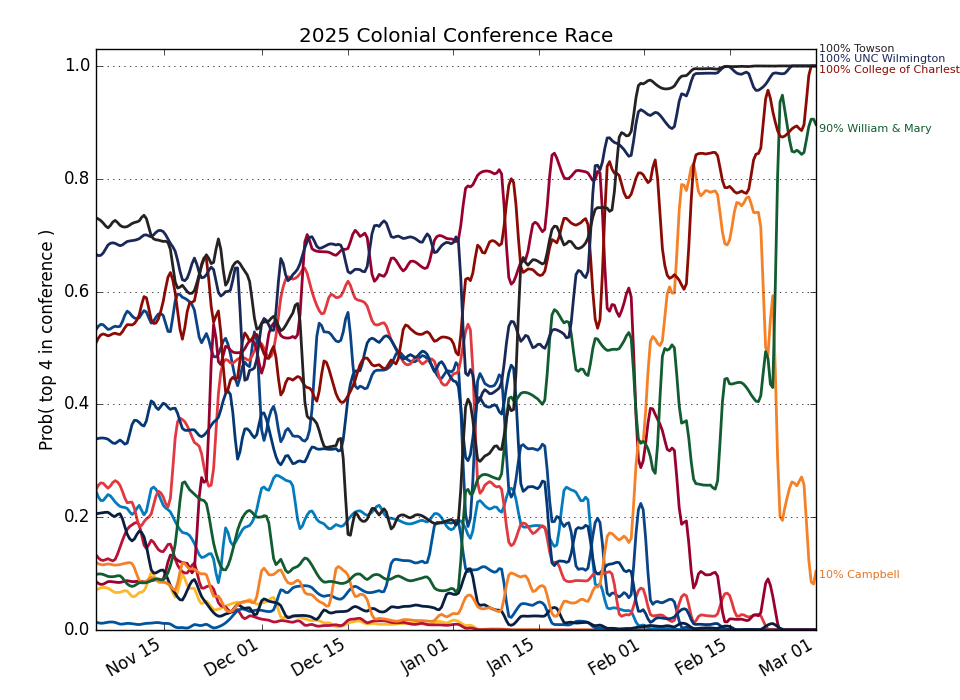 2025 Colonial Conference Race
100% Towson
100% UNC Wilmington
100% College of Charlest
90% William & Mary
10% Campbell
Prob( top 4 in conference )
1.0
0.8
0.6
0.4
0.2
0.0
Nov 15
Dec 01
Dec 15
Jan 01
Jan 15
Feb 01
Feb 15
Mar 01